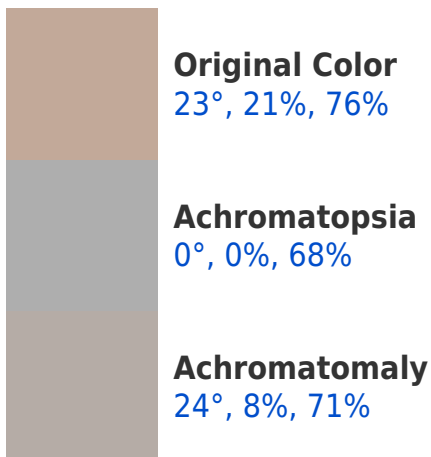 Original Color
23°, 21%, 76%
Achromatopsia
0°, 0%, 68%
Achromatomaly
24°, 8%, 71%